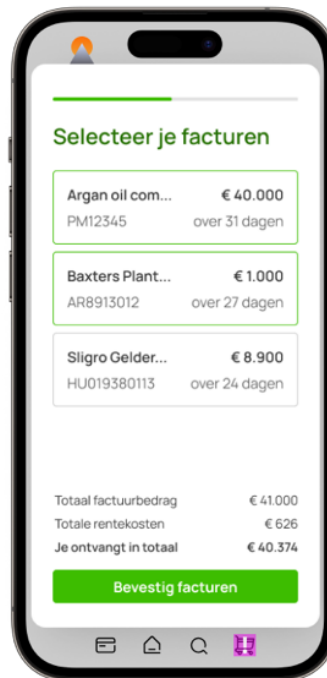 Selecteer je facturen
Argan oil com... € 40.000
PM12345 over 31 dagen
Baxters Plant... € 1.000
AR8913012 over 27 dagen
Sligro Gelder... € 8.900
HU019380113 over 24 dagen
Totaal factuurbedrag € 41.000
Totale rentekosten € 626
Je ontvangt in totaal € 40.374
Bevestig facturen